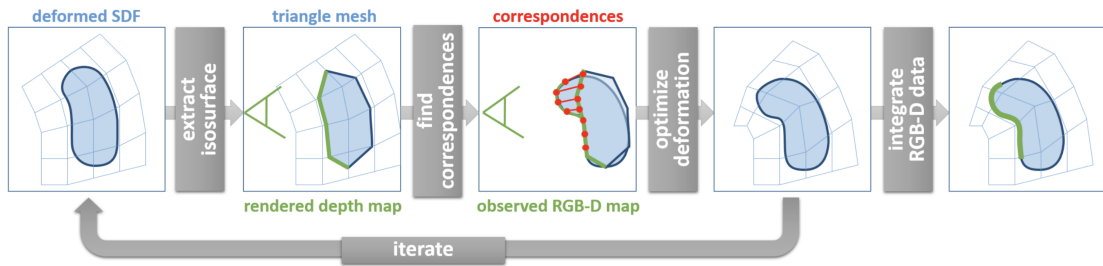 deformed SDF
triangle mesh
correspondences
extract
isosurface
find
correspondences
optimize
deformation
integrate
RGB-D data
rendered depth map
observed RGB-D map
iterate